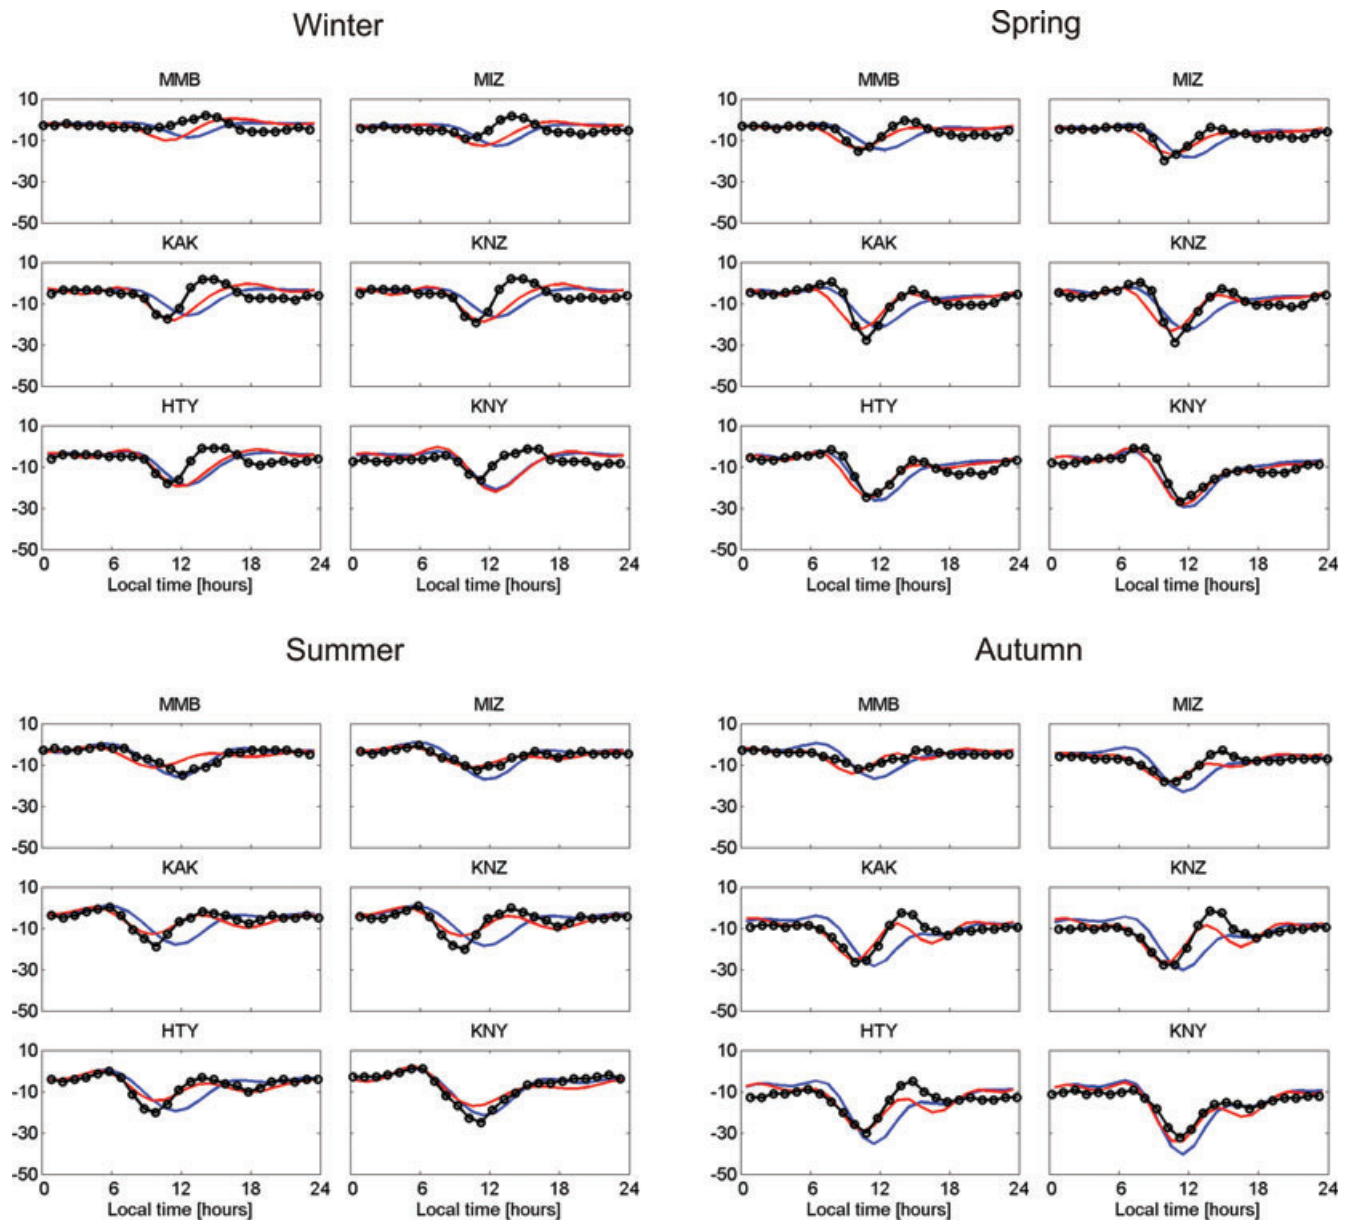 Winter
Spring
MMB MIZ MMB MIZ
10 10
-10 -10
-30 -30
-50 -50
KAK KNZ KAK KNZ
10 10
-10 -10
-30 -30
-50 -50
HTY KNY HTY KNY
10 10
-10 -10
-30 -30
-50 -50
0 6 12 18 0 6 12 18 24 0 6 12 18 0 6 12 18 24
Local time [hours] Local time [hours] Local time [hours] Local time [hours]
Summer
Autumn
MMB MIZ MMB MIZ
10 10
-10 -10
-30 -30
-50 -50
KAK KNZ KAK KNZ
10 10
-10 -10
-30 -30
-50 -50
HTY KNY HTY KNY
10 10
-10 -10
-30 -30
-50 -50
0 6 12 18 0 6 12 18 24 0 6 12 18 0 6 12 18 24
Local time [hours] Local time [hours] Local time [hours] Local time [hours]